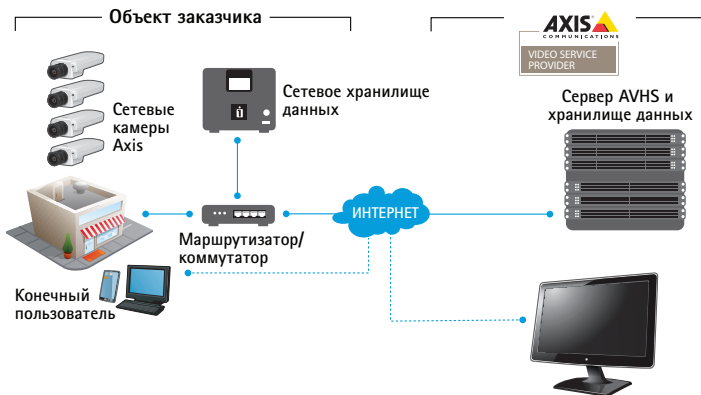 Объект заказчика
AXIS
COMMUNICATIONS
VIDEO SERVICE
PROVIDER
Сетевые
камеры
Axis
Сетевое хранилище
данных
Сервер AVHS и
хранилище данных
ИНТЕРНЕТ
Маршрутизатор/
коммутатор
Конечный
пользователь